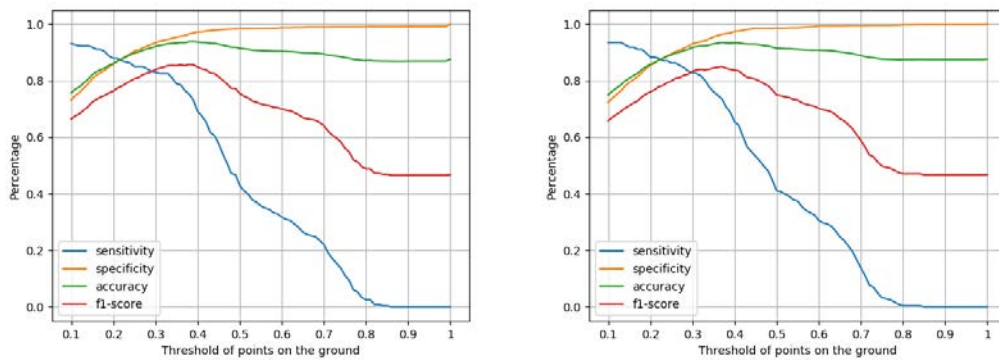 1.0
0.8
0.6
0.4
0.2
0.0
Percentage
sensitivity
specificity
accuracy
f1-score
0.1 0.2 0.3 0.4 0.5 0.6 0.7 0.8 0.9 1
Threshold of points on the ground
1.0
0.8
0.6
0.4
0.2
0.0
Percentage
sensitivity
specificity
accuracy
f1-score
0.1 0.2 0.3 0.4 0.5 0.6 0.7 0.8 0.9 1
Threshold of points on the ground